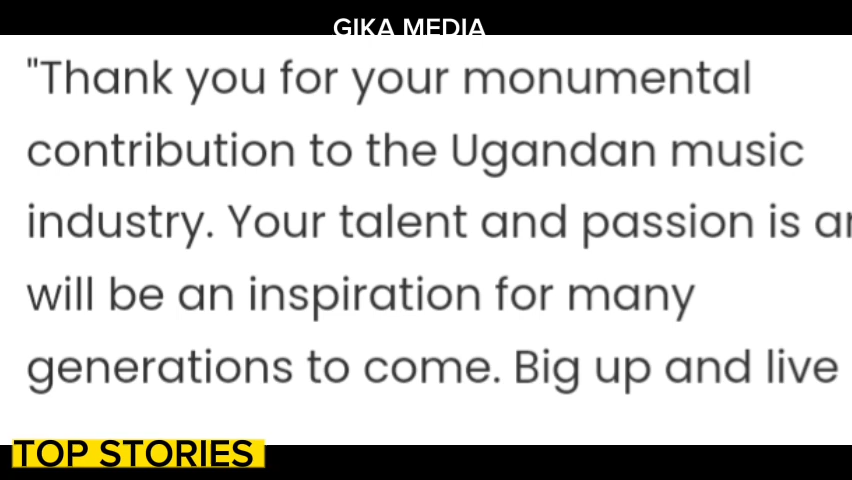 GIKA MEDIA
"Thank you for your monumental
contribution to the Ugandan music
industry. Your talent and passion is
will be an inspiration for many
generations to come. Big up and live
TOP STORIES